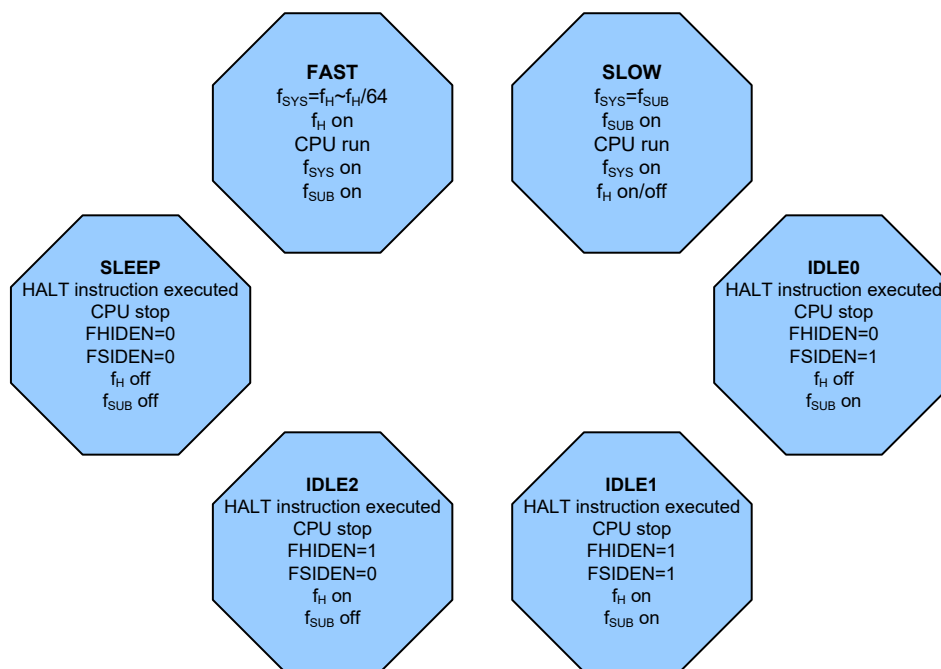 FAST
fSYS=fH~fH/64
fH on
CPU run
fSYS on
fSUB on
SLOW
fSYS=fSUB
fSUB on
CPU run
fSYS on
fH on/off
SLEEP
HALT instruction executed
CPU stop
FHIDEN=0
FSIDEN=0
fH off
fSUB off
IDLE0
HALT instruction executed
CPU stop
FHIDEN=0
FSIDEN=1
fH off
fSUB on
IDLE2
HALT instruction executed
CPU stop
FHIDEN=1
FSIDEN=0
fH on
fSUB off
IDLE1
HALT instruction executed
CPU stop
FHIDEN=1
FSIDEN=1
fH on
fSUB on